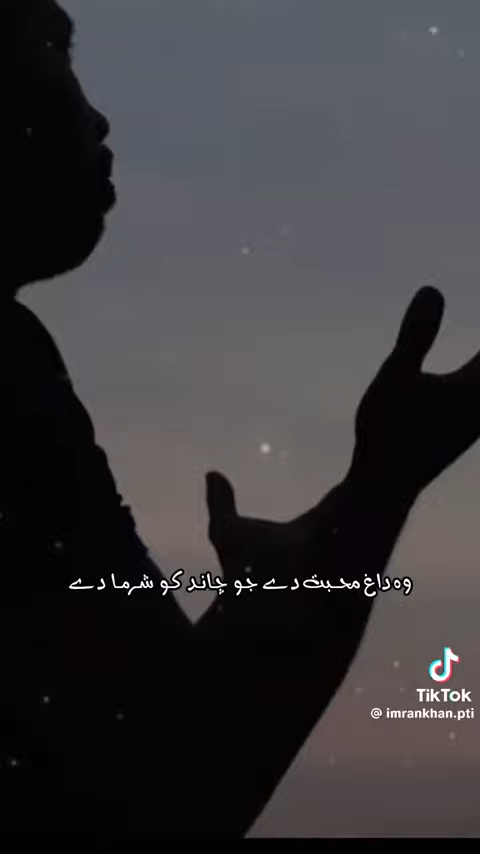 وہ داغ محبت دے جو چاند کو شرما دے
TikTok
@ imrankhan.pti